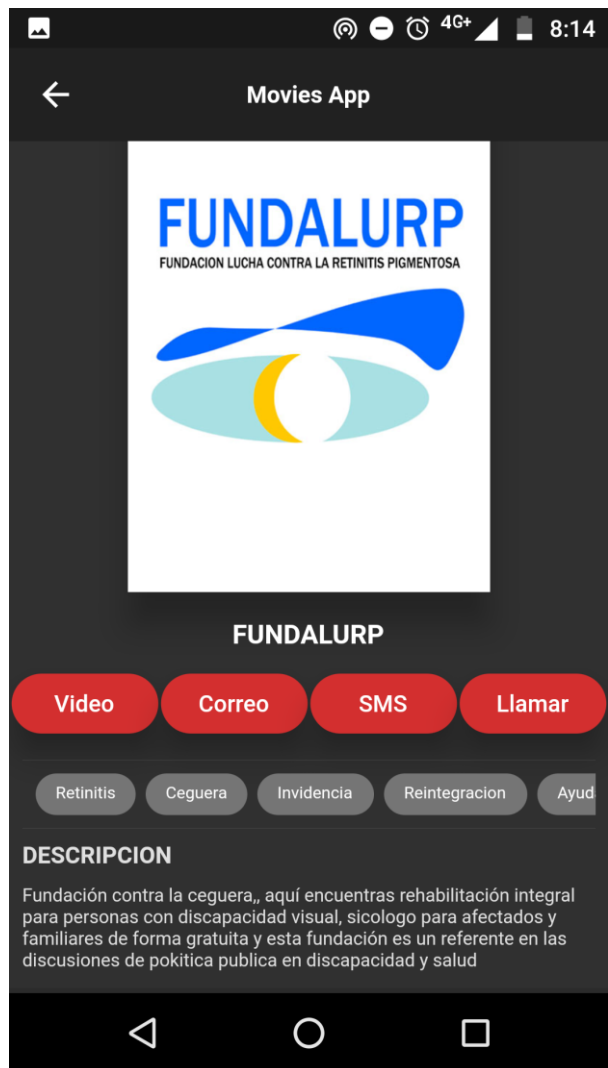 4G+ 8:14
Movies App
FUNDALURP
FUNDACION LUCHA CONTRA LA RETINITIS PIGMENTOSA
FUNDALURP
Video Correo SMS Llamar
Retinitis Ceguera Invidencia Reintegracion Ayud
DESCRIPCION
Fundación contra la ceguera,, aquí encuentras rehabilitación integral
para personas con discapacidad visual, sicologo para afectados y
familiares de forma gratuita y esta fundación es un referente en las
discusiones de pokitica publica en discapacidad y salud